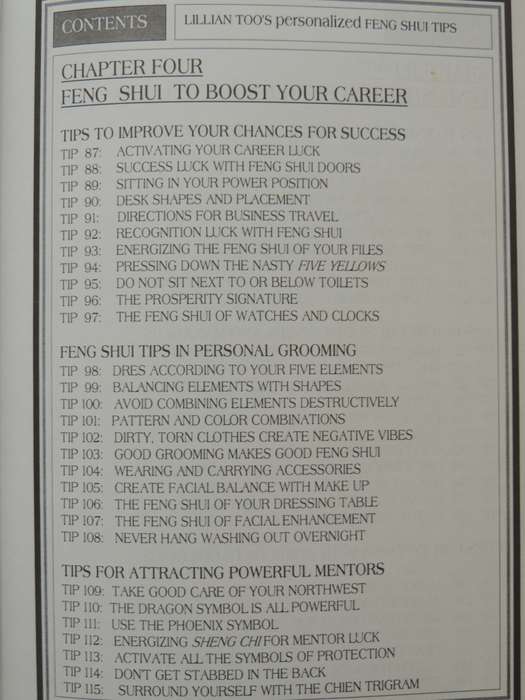 CONTENTS
LILLIAN TOO'S personalized FENG SHUI TIPS
CHAPTER FOUR
FENG SHUI TO BOOST YOUR CAREER
TIPS TO IMPROVE YOUR CHANCES FOR SUCCESS
TIP 87: ACTIVATING YOUR CAREER LUCK
TIP 88: SUCCESS LUCK WITH FENG SHUI DOORS
TIP 89: SITTING IN YOUR POWER POSITION
TIP 90: DESK SHAPES AND PLACEMENT
TIP 91: DIRECTIONS FOR BUSINESS TRAVEL
TIP 92: RECOGNITION LUCK WITH FENG SHUI
TIP 93: ENERGIZING THE FENG SHUI OF YOUR FILES
TIP 94: PRESSING DOWN THE NASTY FIVE YELLOWS
TIP 95: DO NOT SIT NEXT TO OR BELOW TOILETS
TIP 96: THE PROSPERITY SIGNATURE
TIP 97: THE FENG SHUI OF WATCHES AND CLOCKS
FENG SHUI TIPS IN PERSONAL GROOMING
TIP 98: DRES ACCORDING TO YOUR FIVE ELEMENTS
TIP 99: BALANCING ELEMENTS WITH SHAPES
TIP 100: AVOID COMBINING ELEMENTS DESTRUCTIVELY
TIP 101: PATTERN AND COLOR COMBINATIONS
TIP 102: DIRTY, TORN CLOTHES CREATE NEGATIVE VIBES
TIP 103: GOOD GROOMING MAKES GOOD FENG SHUI
TIP 104: WEARING AND CARRYING ACCESSORIES
TIP 105: CREATE FACIAL BALANCE WITH MAKE UP
TIP 106: THE FENG SHUI OF YOUR DRESSING TABLE
TIP 107: THE FENG SHUI OF FACIAL ENHANCEMENT
TIP 108: NEVER HANG WASHING OUT OVERNIGHT
TIPS FOR ATTRACTING POWERFUL MENTORS
TIP 109: TAKE GOOD CARE OF YOUR NORTHWEST
TIP 110: THE DRAGON SYMBOL IS ALL POWERFUL
TIP 111: USE THE PHOENIX SYMBOL
TIP 112: ENERGIZING SHENG CHI FOR MENTOR LUCK
TIP 113: ACTIVATE ALL THE SYMBOLS OF PROTECTION
TIP 114: DON'T GET STABBED IN THE BACK
TIP 115: SURROUND YOURSELF WITH THE CHIEN TRIGRAM